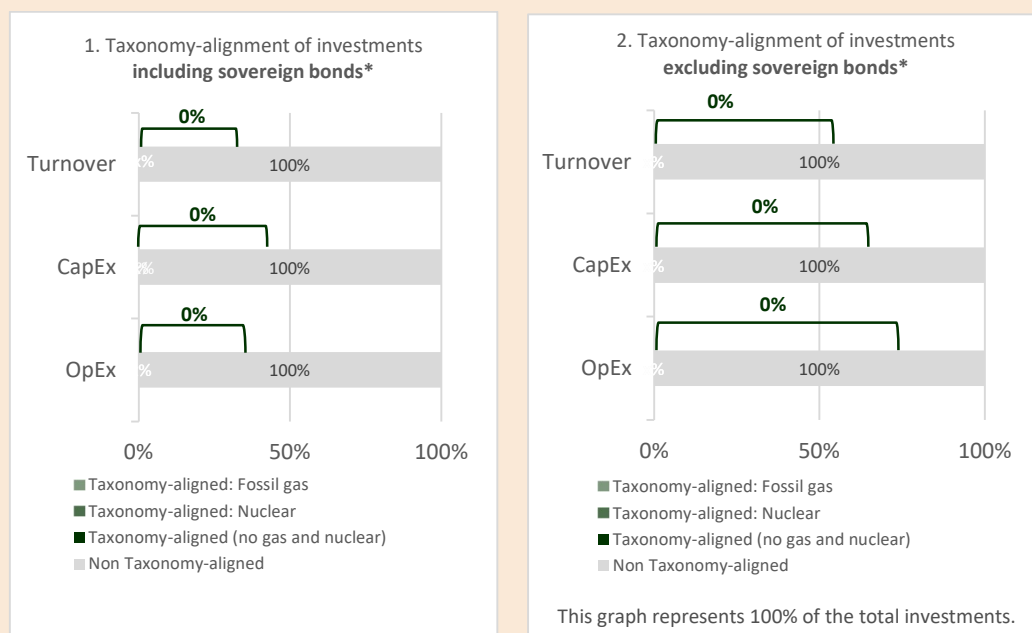 1. Taxonomy-alignment of investments
including sovereign bonds*
0%
Turnover
100%
0%
CapEx
100%
0%
OpEx
100%
0%
50%
100%
Taxonomy-aligned: Fossil gas
Taxonomy-aligned: Nuclear
Taxonomy-aligned (no gas and nuclear)
Non Taxonomy-aligned
2. Taxonomy-alignment of investments
excluding sovereign bonds*
0%
Turnover
%
100%
0%
CapEx
%
100%
0%
OpEx
%
100%
0%
50%
100%
Taxonomy-aligned: Fossil gas
Taxonomy-aligned: Nuclear
Taxonomy-aligned (no gas and nuclear)
Non Taxonomy-aligned
This graph represents 100% of the total investments.